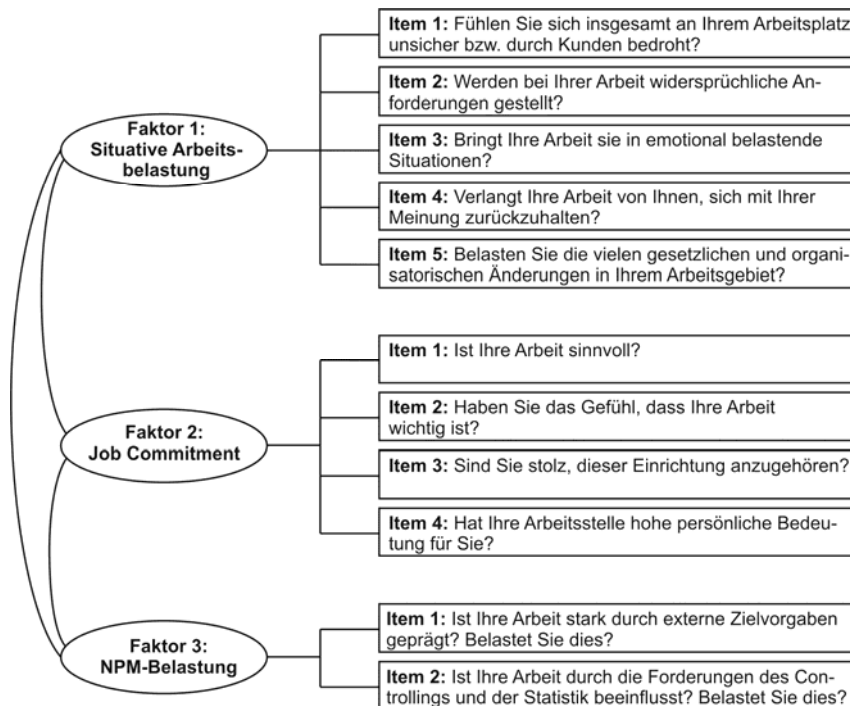 Item 1: Fühlen Sie sich insgesamt an Ihrem Arbeitsplatz
unsicher bzw. durch Kunden bedroht?
Item 2: Werden bei Ihrer Arbeit widersprüchliche An-
forderungen gestellt?
Faktor 1:
Situative Arbeits-
belastung
Item 3: Bringt Ihre Arbeit sie in emotional belastende
Situationen?
Item 4: Verlangt Ihre Arbeit von Ihnen, sich mit Ihrer
Meinung zurückzuhalten?
Item 5: Belasten Sie die vielen gesetzlichen und organi-
satorischen Änderungen in Ihrem Arbeitsgebiet?
Item 1: Ist Ihre Arbeit sinnvoll?
Item 2: Haben Sie das Gefühl, dass Ihre Arbeit
wichtig ist?
Faktor 2:
Job Commitment
Item 3: Sind Sie stolz, dieser Einrichtung anzugehören?
Item 4: Hat Ihre Arbeitsstelle hohe persönliche Bedeu-
tung für Sie?
Item 1: Ist Ihre Arbeit stark durch externe Zielvorgaben
geprägt? Belastet Sie dies?
Faktor 3:
NPM-Belastung
Item 2: Ist Ihre Arbeit durch die Forderungen des Con-
trollings und der Statistik beeinflusst? Belastet Sie dies?